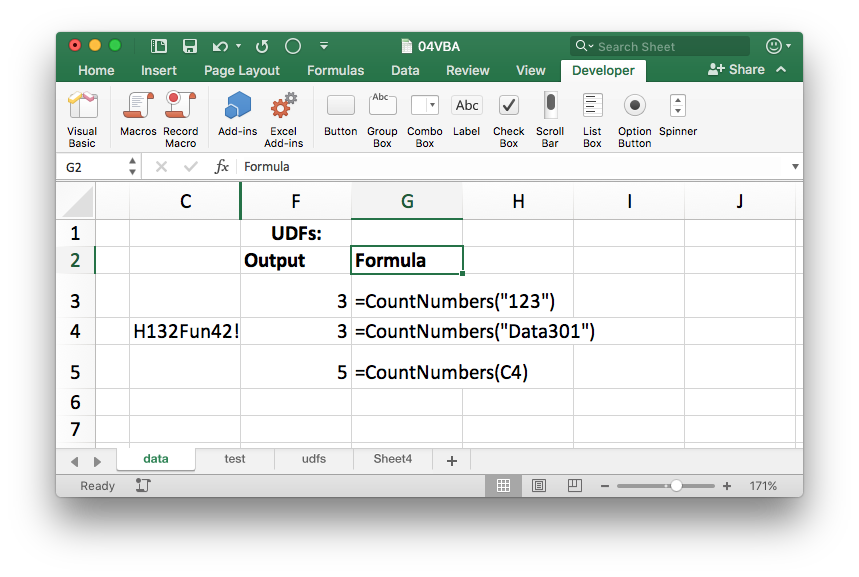 04VBA
Search Sheet
Home Insert Page Layout Formulas Data Review View Developer Share
Visual Basic
Macros
Record Macro
Add-ins
Excel Add-ins
Button
Group Box
Abc
Combo Box
Abc
Label
Check Box
Scroll Bar
List Box
Option Button
Spinner
G2 fx Formula
C F G H I J
1 UDFs:
2 Output Formula
3 3 =CountNumbers("123")
4 H132Fun42! 3 =CountNumbers("Data301")
5 5 =CountNumbers(C4)
6
7
data test udfs Sheet4 +
Ready 171%